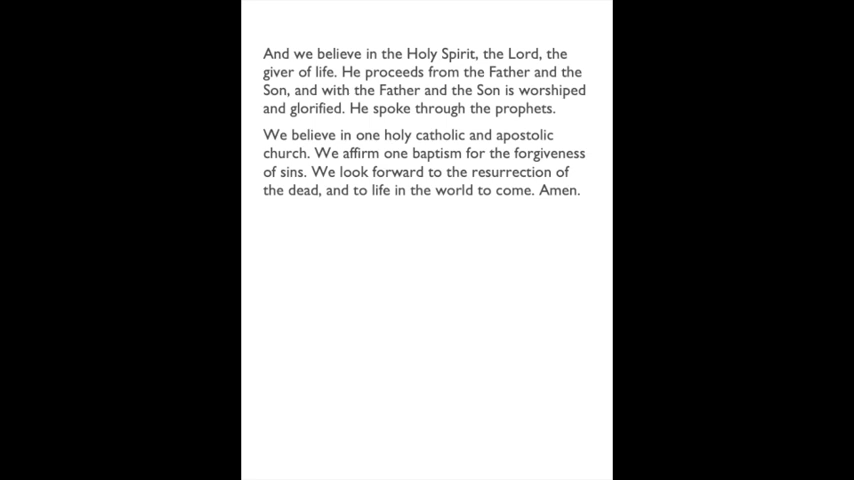 And we believe in the Holy Spirit, the Lord, the
giver of life. He proceeds from the Father and the
Son, and with the Father and the Son is worshiped
and glorified. He spoke through the prophets.
We believe in one holy catholic and apostolic
church. We affirm one baptism for the forgiveness
of sins. We look forward to the resurrection of
the dead, and to life in the world to come. Amen.